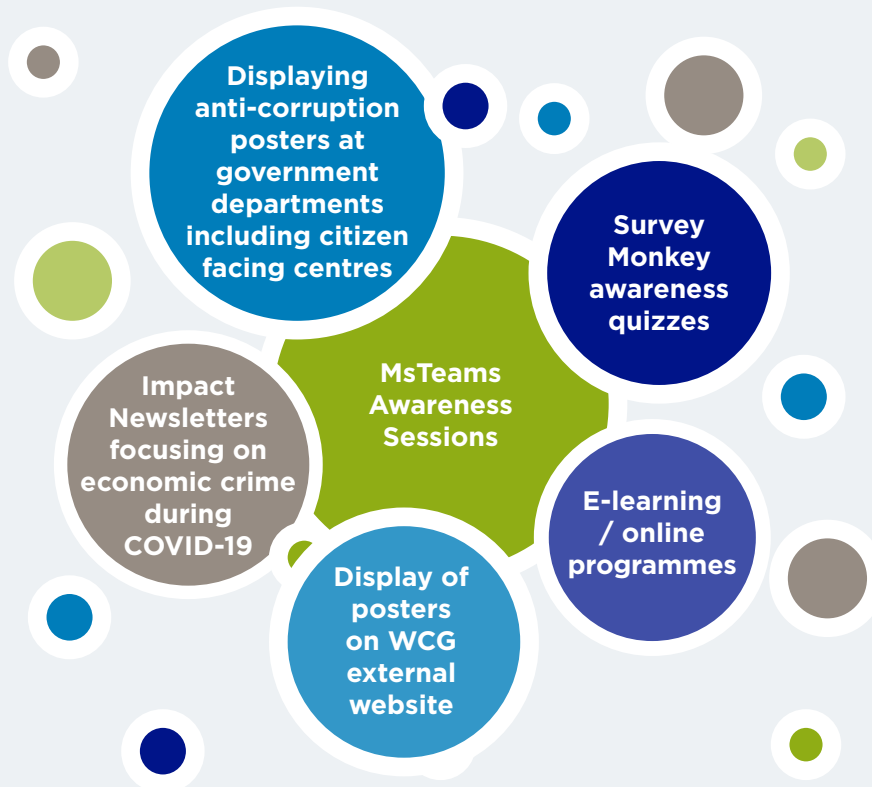 Displaying
anti-corruption
posters at
government
departments
including citizen
facing centres
Survey
Monkey
awareness
quizzes
MsTeams
Awareness
Sessions
Impact
Newsletters
focusing on
economic crime
during
COVID-19
E-learning
/ online
programmes
Display of
posters
on WCG
external
website